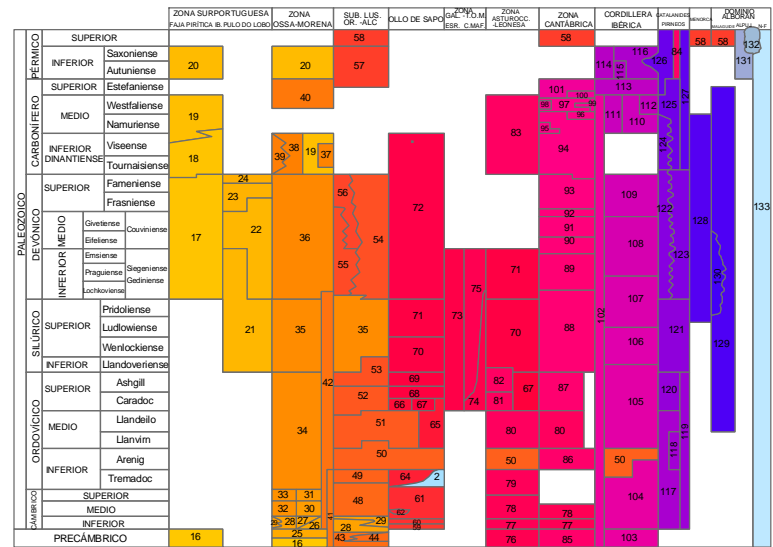 ZONA SURPORTUGUESA
FAJA PIRÍTICA IB. PULO DO LOBO
ZONA
OSSA-MORENA
SUB. LUS.
OR. -ALC
OLLO DE SAPO
ZONA
GAL. -T.O.M.
ESR. C.MAF.
ZONA
ASTUROCC.
-LEONESA
ZONA
CANTÁBRICA
CORDILLERA
IBÉRICA
CATALANIDES
PIRINEOS
MENORCA
DOMINIO
ALBORÁN
MALAGUIDE
ALPUJ.
N-F
PALEOZOICO
PÉRMICO
SUPERIOR
58 58 58 58 132
INFERIOR
Saxoniense
Autuniense
20 20 57 114 115 116 126 84 131
CARBONÍFERO
SUPERIOR
Estefaniense
40 101 113 127
MEDIO
Westfaliense
Namuriense
19 83 98 97 100 99 96 95 111 112 110 125
INFERIOR
DINANTIENSE
Viseense
Tournaisiense
18 39 38 19 37 94 124
DEVÓNICO
SUPERIOR
Fameniense
Frasniense
24 23 56 72 93 92 109 122 128 133
MEDIO
Givetiense
Eifeliense
Couviniense
17 22 36 54 91 90 108
INFERIOR
Emsiense
Praguiense
Lochkoviense
Siegeniense
Gediniense
55 75 71 89 107 123 130
SILÚRICO
SUPERIOR
Pridoliense
Ludlowiense
Wenlockiense
21 35 35 71 70 73 70 88 102 106 121 129
INFERIOR
Llandoveriense
53
ORDOVÍCICO
SUPERIOR
Ashgill
Caradoc
42 52 69 68 66 67 74 82 81 67 87 105 120
MEDIO
Llandeilo
Llanvirn
34 51 65 80 80 118 119
INFERIOR
Arenig
Tremadoc
50 49 64 2 50 79 86 50 117
CÁMBRICO
SUPERIOR
33 31 48 61 104
MEDIO
32 30 62 78 78
INFERIOR
29 28 27 26 41 28 29 60 59 77 77
PRECÁMBRICO
16 25 16 43 44 76 85 103